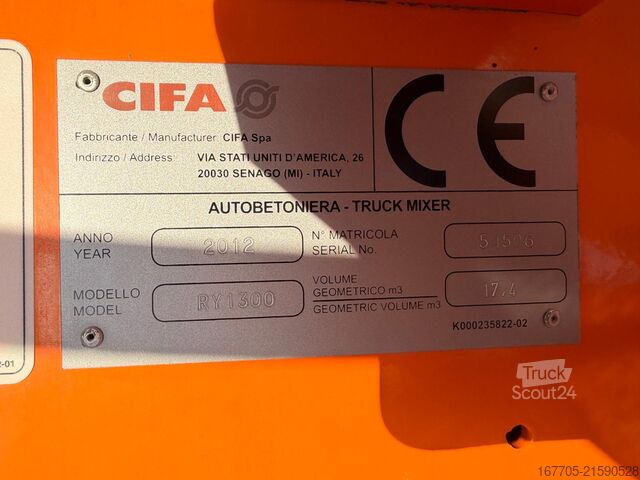 CIFA
CE
Fabbricante / Manufacturer CIFA Spa
Indirizzo / Address VIA STATI UNITI D'AMERICA, 26
20030 SENAGO (MI) - ITALY
AUTOBETONIERA - TRUCK MIXER
ANNO
YEAR
2012
N° MATRICOLA
SERIAL No.
MODELLO
MODEL
RY1300
VOLUME
GEOMETRICO m3
GEOMETRIC VOLUME m3
17.4
K000235822-02
-01
Truck
Scout24
167705-21590528